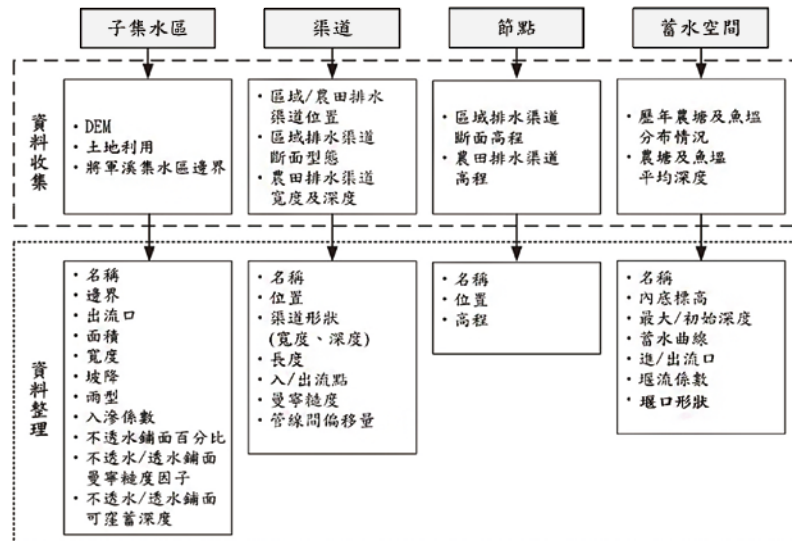 子集水區
渠道
節點
蓄水空間
資料收集
・DEM
・土地利用
・將軍溪集水區邊界
・區域/農田排水
渠道位置
・區域排水渠道
斷面型態
・農田排水渠道
寬度及深度
・區域排水渠道
斷面高程
・農田排水渠道
高程
・歷年農塘及魚塭
分布情況
・農塘及魚塭
平均深度
資料整理
・名稱
・邊界
・出流口
・面積
・寬度
・坡降
・雨型
・入滲係數
・不透水鋪面百分比
・不透水/透水鋪面
曼寧糙度因子
・不透水/透水鋪面
可窪蓄深度
・名稱
・位置
・渠道形狀
(寬度、深度)
・長度
・入/出流點
・曼寧糙度
・管線間偏移量
・名稱
・位置
・高程
・名稱
・內底標高
・最大/初始深度
・蓄水曲線
・進/出流口
・堰流係數
・堰口形狀